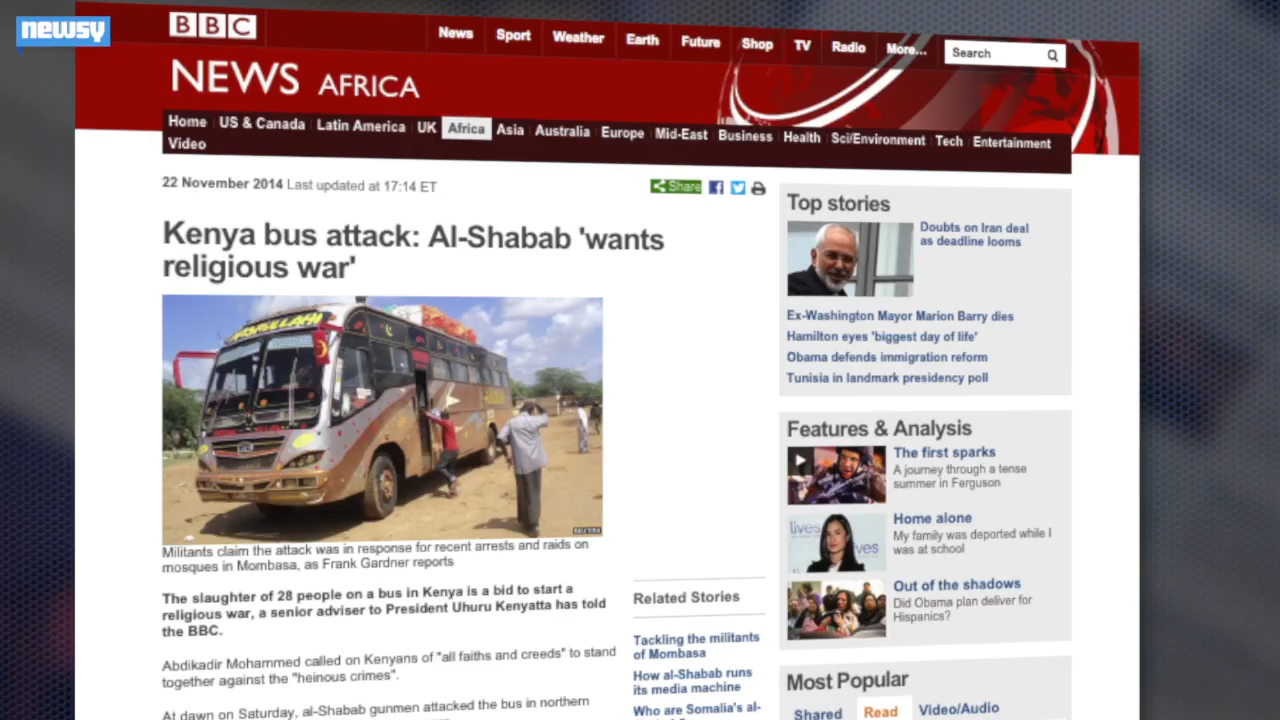 newsy
BBC
News Sport Weather Earth Future Shop TV Radio More... Search
NEWS AFRICA
Home US & Canada Latin America UK Africa Asia Australia Europe Mid-East Business Health Sci/Environment Tech Entertainment
Video
22 November 2014 Last updated at 17:14 ET
Share
Kenya bus attack: Al-Shabab 'wants
religious war'
Militants claim the attack was in response for recent arrests and raids on
mosques in Mombasa, as Frank Gardner reports
The slaughter of 28 people on a bus in Kenya is a bid to start a
religious war, a senior adviser to President Uhuru Kenyatta has told
the BBC.
Abdikadir Mohammed called on Kenyans of "all faiths and creeds" to stand
together against the "heinous crimes".
At dawn on Saturday, al-Shabab gunmen attacked the bus in northern
Related Stories
Tackling the militants
of Mombasa
How al-Shabab runs
its media machine
Who are Somalia's al-
Top stories
Doubts on Iran deal
as deadline looms
Ex-Washington Mayor Marion Barry dies
Hamilton eyes 'biggest day of life'
Obama defends immigration reform
Tunisia in landmark presidency poll
Features & Analysis
The first sparks
A journey through a tense
summer in Ferguson
Home alone
My family was deported while I
was at school
Out of the shadows
Did Obama plan deliver for
Hispanics?
Most Popular
Shared Read Video/Audio